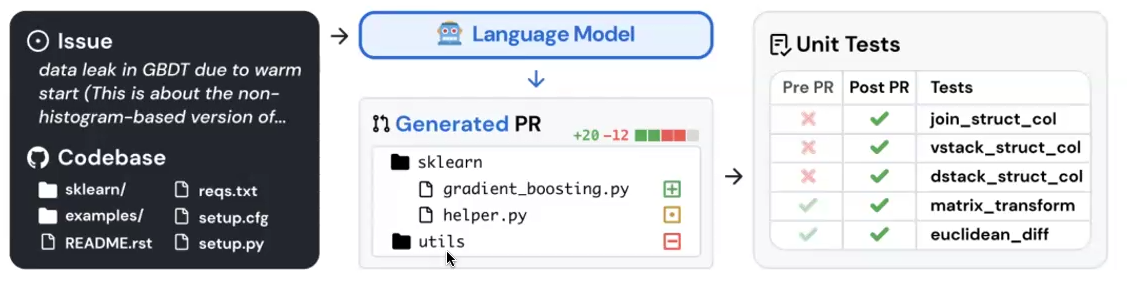 Issue
data leak in GBDT due to warm
start (This is about the non-
histogram-based version of...
Codebase
sklearn/
reqs.txt
examples/
setup.cfg
README.rst
setup.py
Language Model
Generated PR
+20 -12
sklearn
gradient_boosting.py
helper.py
utils
Unit Tests
Pre PR Post PR Tests
join_struct_col
vstack_struct_col
dstack_struct_col
matrix_transform
euclidean_diff